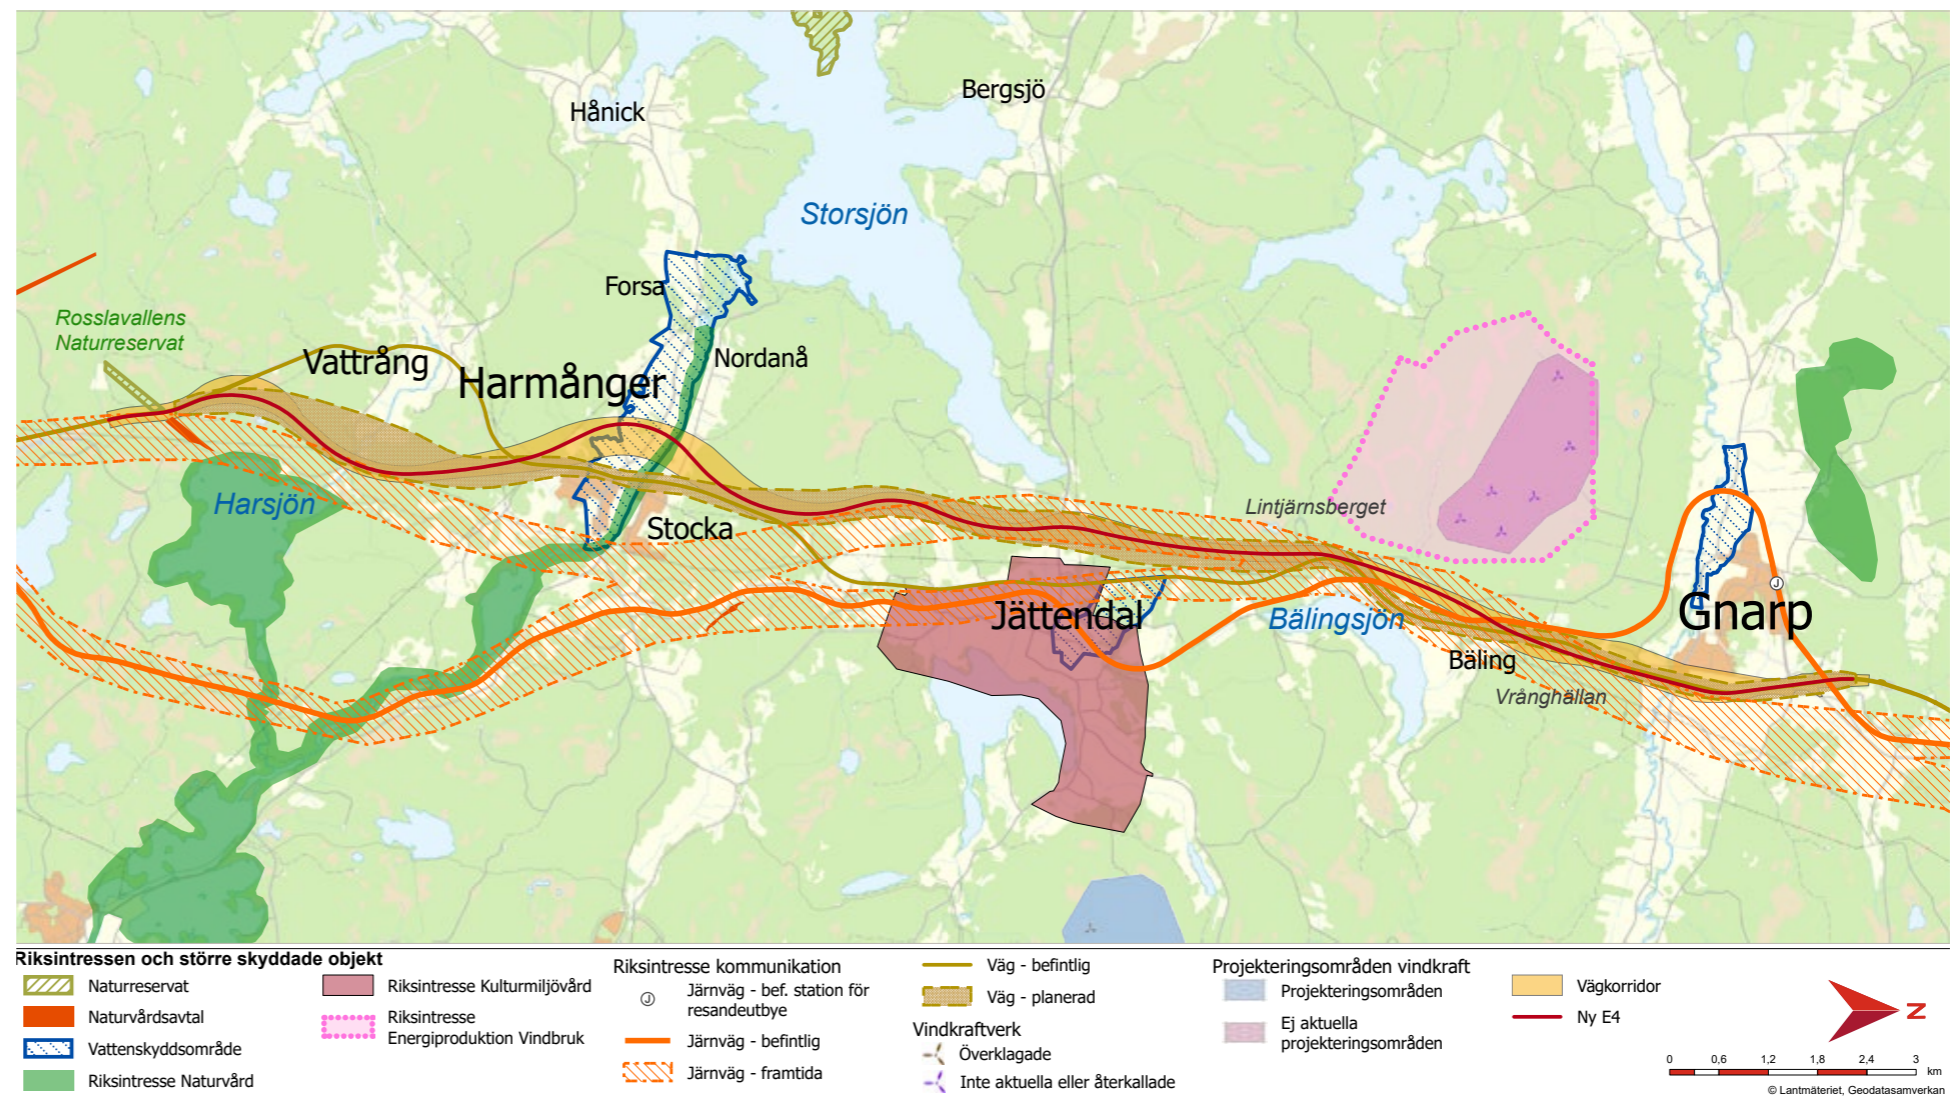 Hånick
Bergsjö
Storsjön
Forsa
Rosslavallens
Naturreservat
Vattrång
Harmånger
Nordanå
Harsjön
Stocka
Lintjärnsberget
J
Jättendal
Bälingsjön
Gnarp
Bäling
Vrånghällan
Riksintressen och större skyddade objekt
Naturreservat
Naturvårdsavtal
Vattenskyddsområde
Riksintresse Naturvård
Riksintresse Kulturmiljövård
Riksintresse
Energiproduktion Vindbruk
Riksintresse kommunikation
J
Järnväg - bef. station för
resandeutbye
Järnväg - befintlig
Järnväg - framtida
Väg - befintlig
Väg - planerad
Vindkraftverk
Överklagade
Inte aktuella eller återkallade
Projekteringsområden vindkraft
Projekteringsområden
Ej aktuella
projekteringsområden
Vägkorridor
Ny E4
N
0 0,6 1,2 1,8 2,4 3
km
© Lantmäteriet, Geodatasamverkan